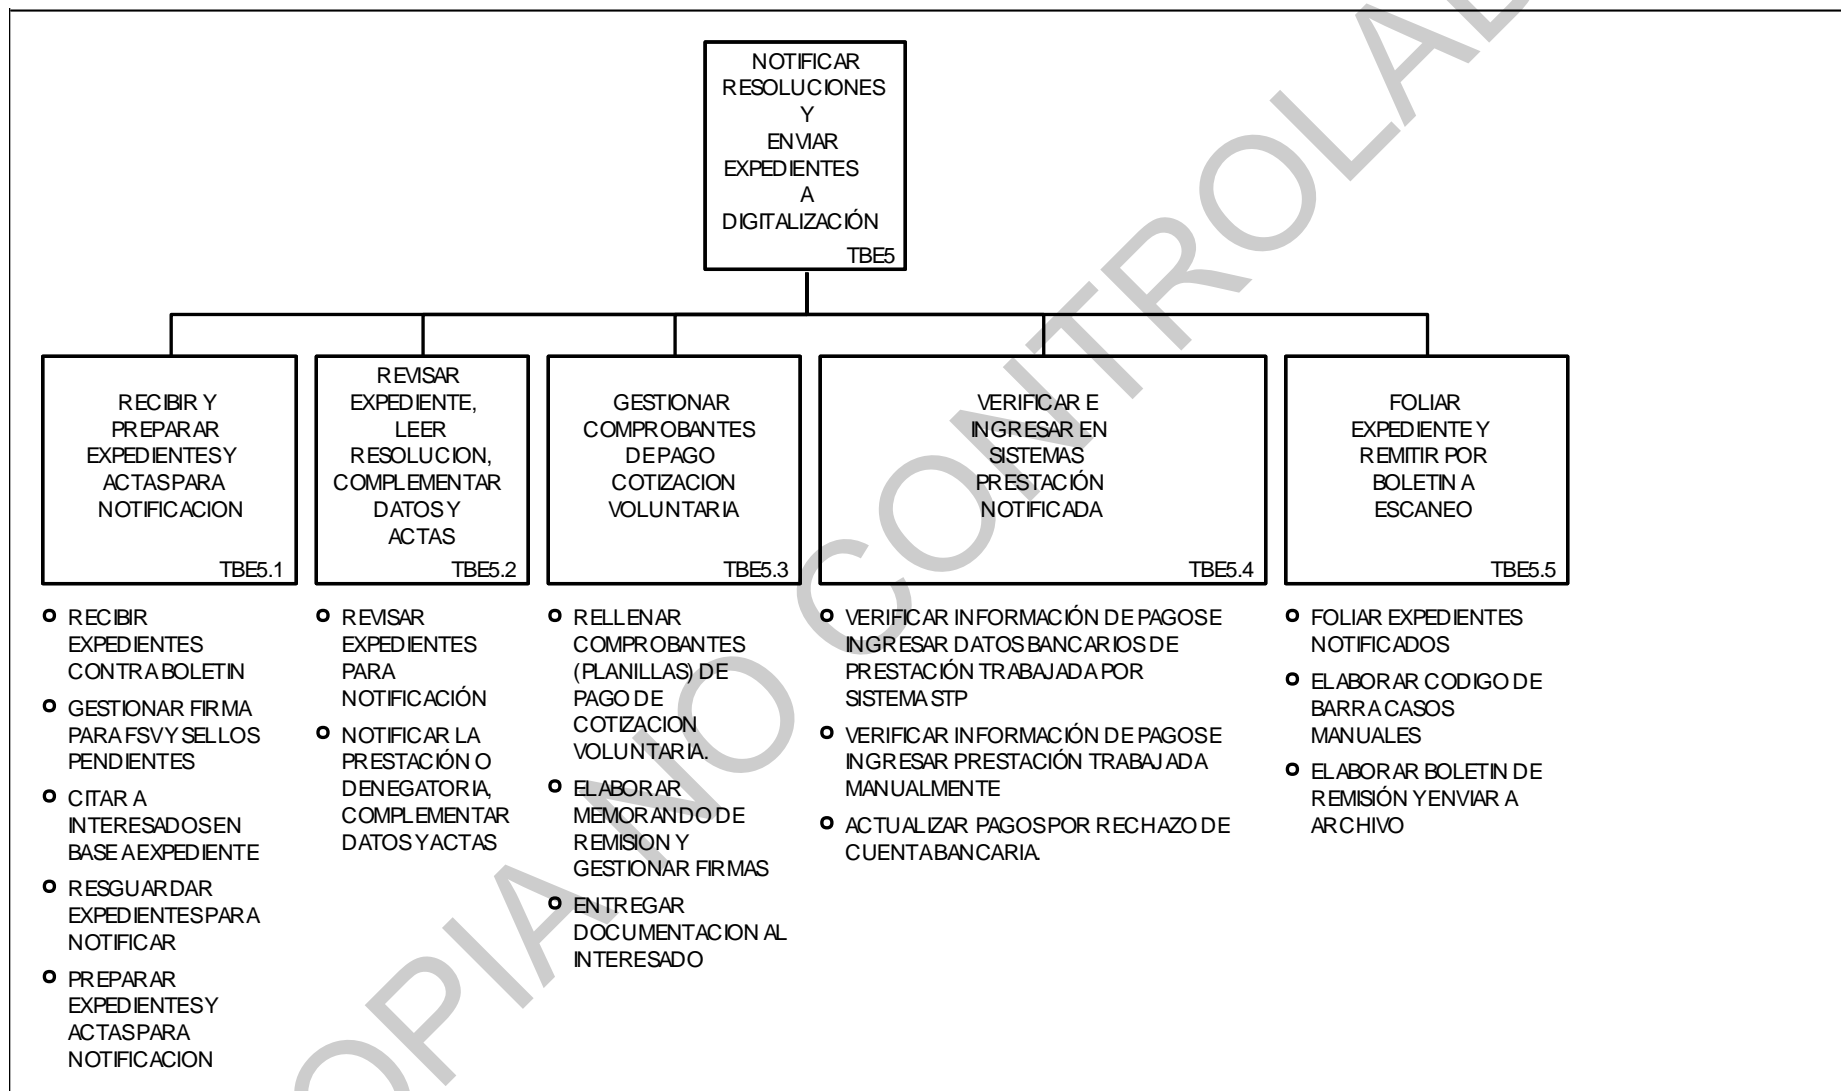 NOTIFICAR
RESOLUCIONES
Y
ENVIAR
EXPEDIENTES
A
DIGITALIZACIÓN
TBE5
RECIBIR Y
PREPARAR
EXPEDIENTES Y
ACTAS PARA
NOTIFICACION
TBE5.1
REVISAR
EXPEDIENTE,
LEER
RESOLUCION,
COMPLEMENTAR
DATOS Y
ACTAS
TBE5.2
GESTIONAR
COMPROBANTES
DE PAGO
COTIZACION
VOLUNTARIA
TBE5.3
VERIFICAR E
INGRESAR EN
SISTEMAS
PRESTACIÓN
NOTIFICADA
TBE5.4
FOLIAR
EXPEDIENTE Y
REMITIR POR
BOLETIN A
ESCANEO
TBE5.5
RECIBIR
EXPEDIENTES
CONTRA BOLETIN
GESTIONAR FIRMA
PARA FSV Y SELLOS
PENDIENTES
CITAR A
INTERESADOS EN
BASE A EXPEDIENTE
RESGUARDAR
EXPEDIENTES PARA
NOTIFICAR
PREPARAR
EXPEDIENTES Y
ACTAS PARA
NOTIFICACION
REVISAR
EXPEDIENTES
PARA
NOTIFICACIÓN
NOTIFICAR LA
PRESTACIÓN O
DENEGATORIA,
COMPLEMENTAR
DATOS Y ACTAS
RELLENAR
COMPROBANTES
(PLANILLAS) DE
PAGO DE
COTIZACION
VOLUNTARIA.
ELABORAR
MEMORANDO DE
REMISION Y
GESTIONAR FIRMAS
ENTREGAR
DOCUMENTACION AL
INTERESADO
VERIFICAR INFORMACIÓN DE PAGOS E
INGRESAR DATOS BANCARIOS DE
PRESTACIÓN TRABAJADA POR
SISTEMA STP
VERIFICAR INFORMACIÓN DE PAGOS E
INGRESAR PRESTACIÓN TRABAJADA
MANUALMENTE
ACTUALIZAR PAGOS POR RECHAZO DE
CUENTA BANCARIA.
FOLIAR EXPEDIENTES
NOTIFICADOS
ELABORAR CODIGO DE
BARRA CASOS
MANUALES
ELABORAR BOLETIN DE
REMISIÓN Y ENVIAR A
ARCHIVO
OPIA NO CONTROLAD